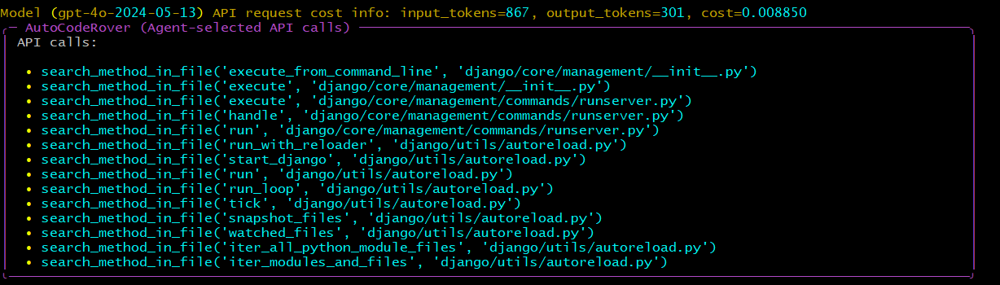 Model (gpt-4o-2024-05-13) API request cost info: input_tokens=867, output_tokens=301, cost=0.008850
AutoCodeRover (Agent-selected API calls)
API calls:
• search_method_in_file('execute_from_command_line', 'django/core/management/__init__.py')
• search_method_in_file('execute', 'django/core/management/__init__.py')
• search_method_in_file('execute', 'django/core/management/commands/runserver.py')
• search_method_in_file('handle', 'django/core/management/commands/runserver.py')
• search_method_in_file('run', 'django/core/management/commands/runserver.py')
• search_method_in_file('run_with_reloader', 'django/utils/autoreload.py')
• search_method_in_file('start_django', 'django/utils/autoreload.py')
• search_method_in_file('run', 'django/utils/autoreload.py')
• search_method_in_file('run_loop', 'django/utils/autoreload.py')
• search_method_in_file('tick', 'django/utils/autoreload.py')
• search_method_in_file('snapshot_files', 'django/utils/autoreload.py')
• search_method_in_file('watched_files', 'django/utils/autoreload.py')
• search_method_in_file('iter_all_python_module_files', 'django/utils/autoreload.py')
• search_method_in_file('iter_modules_and_files', 'django/utils/autoreload.py')